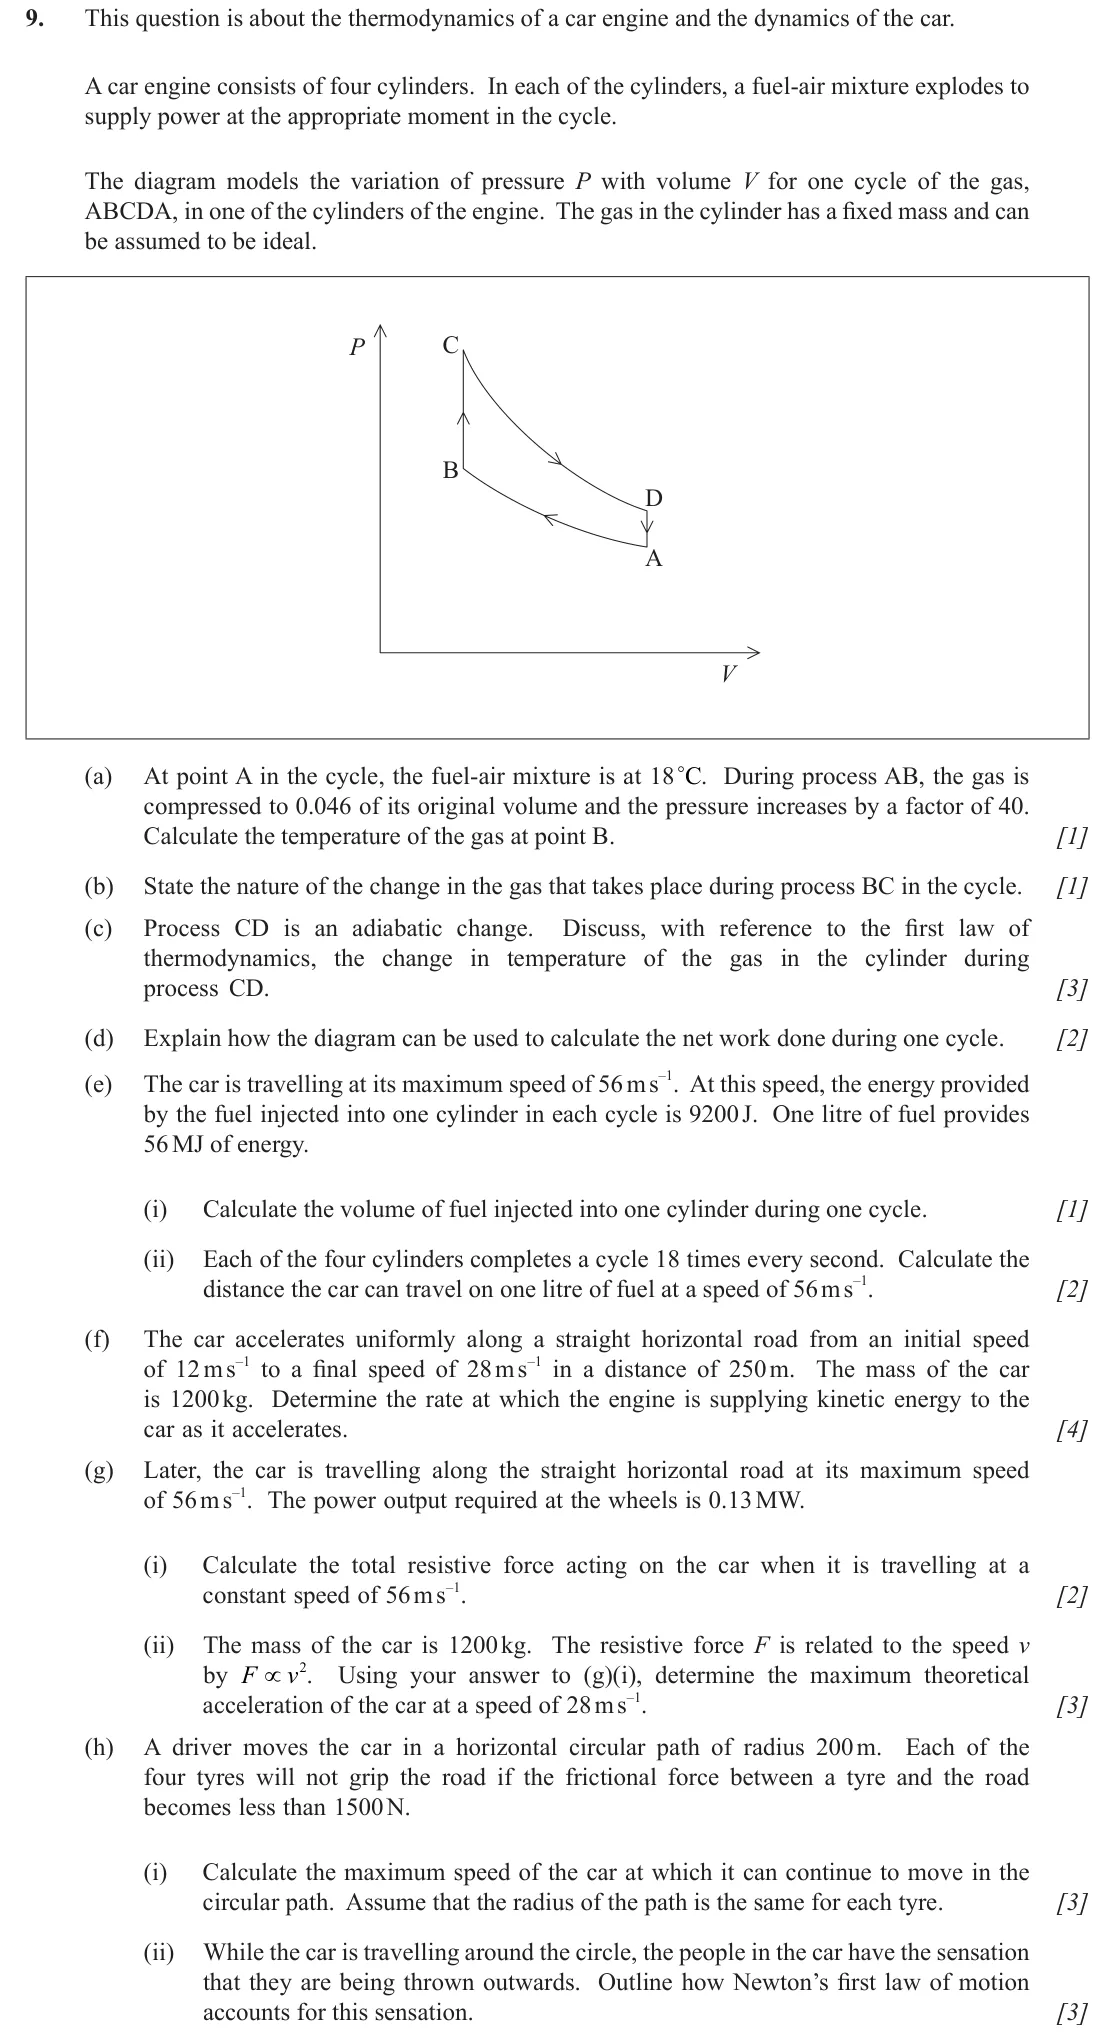 9. This question is about the thermodynamics of a car engine and the dynamics of the car.
A car engine consists of four cylinders. In each of the cylinders, a fuel-air mixture explodes to
supply power at the appropriate moment in the cycle.
The diagram models the variation of pressure P with volume V for one cycle of the gas,
ABCDA, in one of the cylinders of the engine. The gas in the cylinder has a fixed mass and can
be assumed to be ideal.
P
C
B
D
A
V
(a) At point A in the cycle, the fuel-air mixture is at 18 °C. During process AB, the gas is
compressed to 0.046 of its original volume and the pressure increases by a factor of 40.
Calculate the temperature of the gas at point B. [1]
(b) State the nature of the change in the gas that takes place during process BC in the cycle. [1]
(c) Process CD is an adiabatic change. Discuss, with reference to the first law of
thermodynamics, the change in temperature of the gas in the cylinder during
process CD. [3]
(d) Explain how the diagram can be used to calculate the net work done during one cycle. [2]
(e) The car is travelling at its maximum speed of 56 m s⁻¹. At this speed, the energy provided
by the fuel injected into one cylinder in each cycle is 9200 J. One litre of fuel provides
56 MJ of energy.
(i) Calculate the volume of fuel injected into one cylinder during one cycle. [1]
(ii) Each of the four cylinders completes a cycle 18 times every second. Calculate the
distance the car can travel on one litre of fuel at a speed of 56 m s⁻¹. [2]
(f) The car accelerates uniformly along a straight horizontal road from an initial speed
of 12 m s⁻¹ to a final speed of 28 m s⁻¹ in a distance of 250 m. The mass of the car
is 1200 kg. Determine the rate at which the engine is supplying kinetic energy to the
car as it accelerates. [4]
(g) Later, the car is travelling along the straight horizontal road at its maximum speed
of 56 m s⁻¹. The power output required at the wheels is 0.13 MW.
(i) Calculate the total resistive force acting on the car when it is travelling at a
constant speed of 56 m s⁻¹. [2]
(ii) The mass of the car is 1200 kg. The resistive force F is related to the speed v
by F ∝ v². Using your answer to (g)(i), determine the maximum theoretical
acceleration of the car at a speed of 28 m s⁻¹. [3]
(h) A driver moves the car in a horizontal circular path of radius 200 m. Each of the
four tyres will not grip the road if the frictional force between a tyre and the road
becomes less than 1500 N.
(i) Calculate the maximum speed of the car at which it can continue to move in the
circular path. Assume that the radius of the path is the same for each tyre. [3]
(ii) While the car is travelling around the circle, the people in the car have the sensation
that they are being thrown outwards. Outline how Newton's first law of motion
accounts for this sensation. [3]